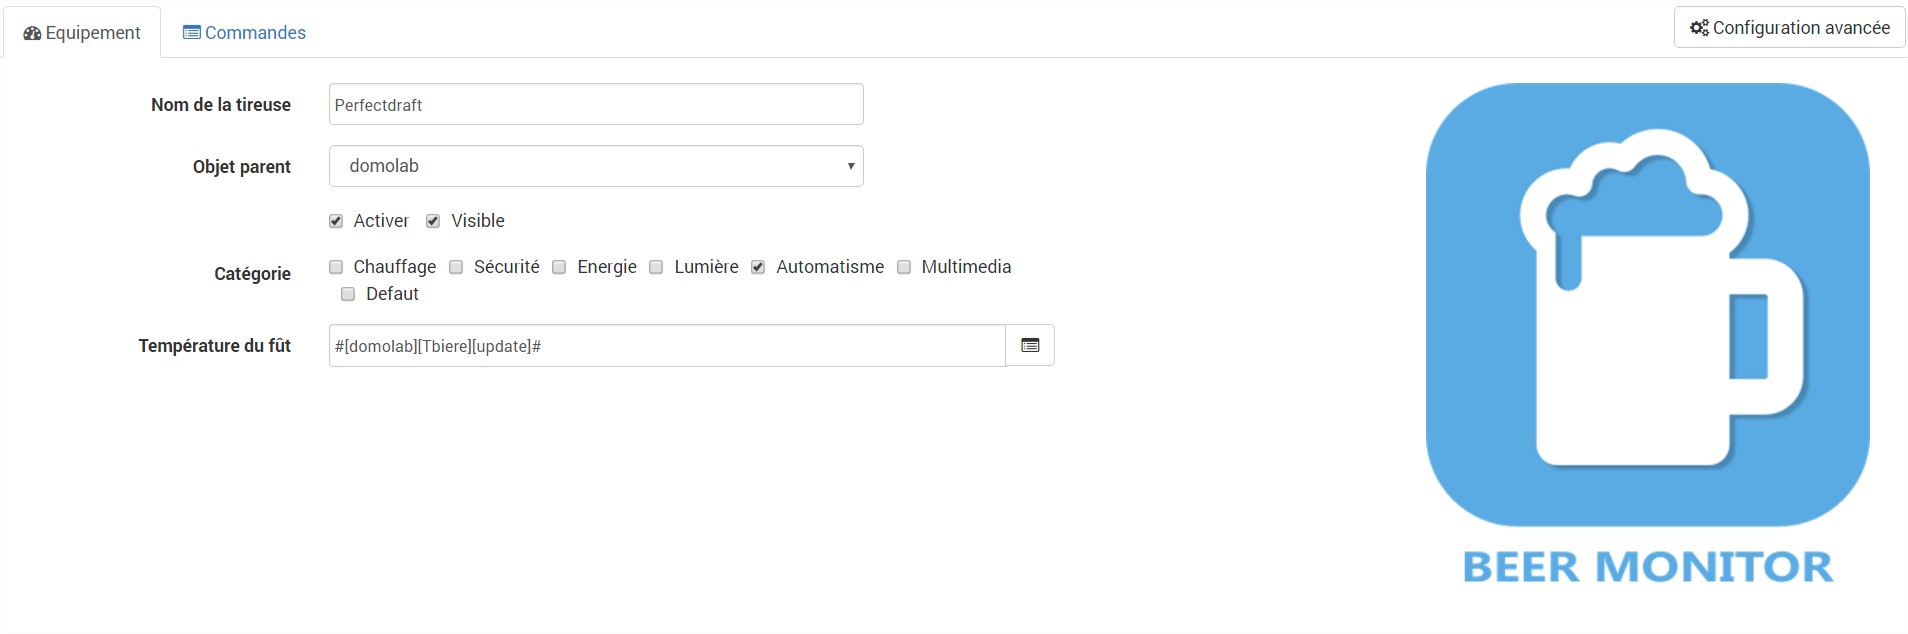 Equipement
Commandes
Configuration avancée
Nom de la tireuse
Perfectdraft
Objet parent
domolab
Activer Visible
Catégorie
Chauffage Sécurité Energie Lumière Automatisme Multimedia
Defaut
Température du fût
#[domolab][Tbiere][update]#
BEER MONITOR